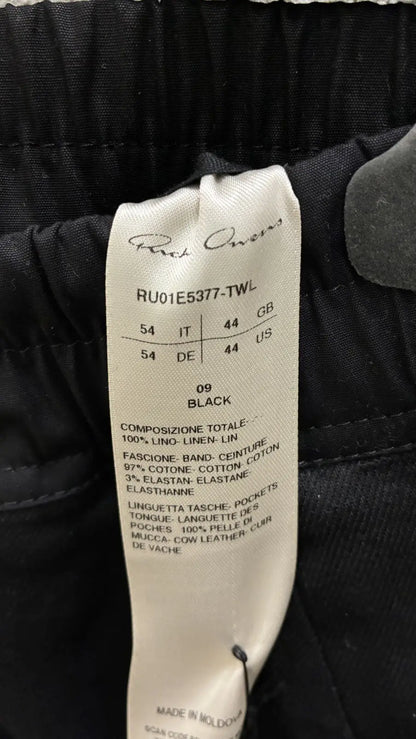 Rick Owens
RU01E5377-TWL
54 IT 44 GB
54 DE 44 US
09
BLACK
COMPOSIZIONE TOTALE-
100% LINO- LINEN- LIN
FASCIONE- BAND- CEINTURE
97% COTONE- COTTON- COTON
3% ELASTAN- ELASTANE-
ELASTHANNE
LINGUETTA TASCHE- POCKETS
TONGUE- LANGUETTE DES
POCHES 100% PELLE DI
MUCCA- COW LEATHER- CUIR
DE VACHE
MADE IN MOLDOVA
SCAN CODE